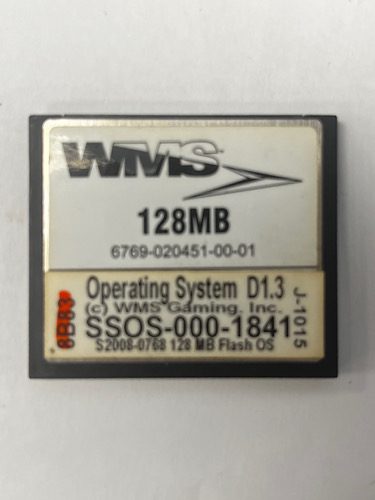 WMS
128MB
6769-020451-00-01
Operating System D1.3
(c) WMS Gaming. Inc.
SSOS-000-1841
S2008-0768 128 MB Flash OS
J-1015